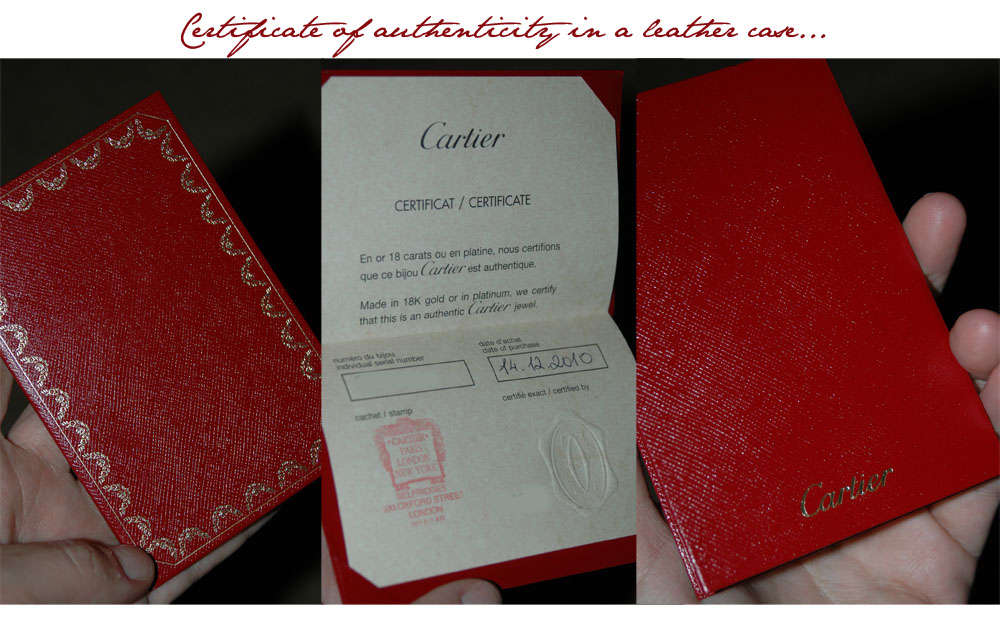 Certificate of authenticity in a leather case...
Cartier
CERTIFICAT / CERTIFICATE
En or 18 carats ou en platine, nous certifions
que ce bijou Cartier est authentique.
Made in 18K gold or in platinum, we certify
that this is an authentic Cartier jewel.
numéro du bijou
individual serial number
date d'achat
date of purchase
14.12.2010
cachet / stamp
certifié exact / certified by
CARTIER
PARIS
LONDON
NEW YORK
SELFRIDGES
OXFORD STREET
LONDON
Cartier